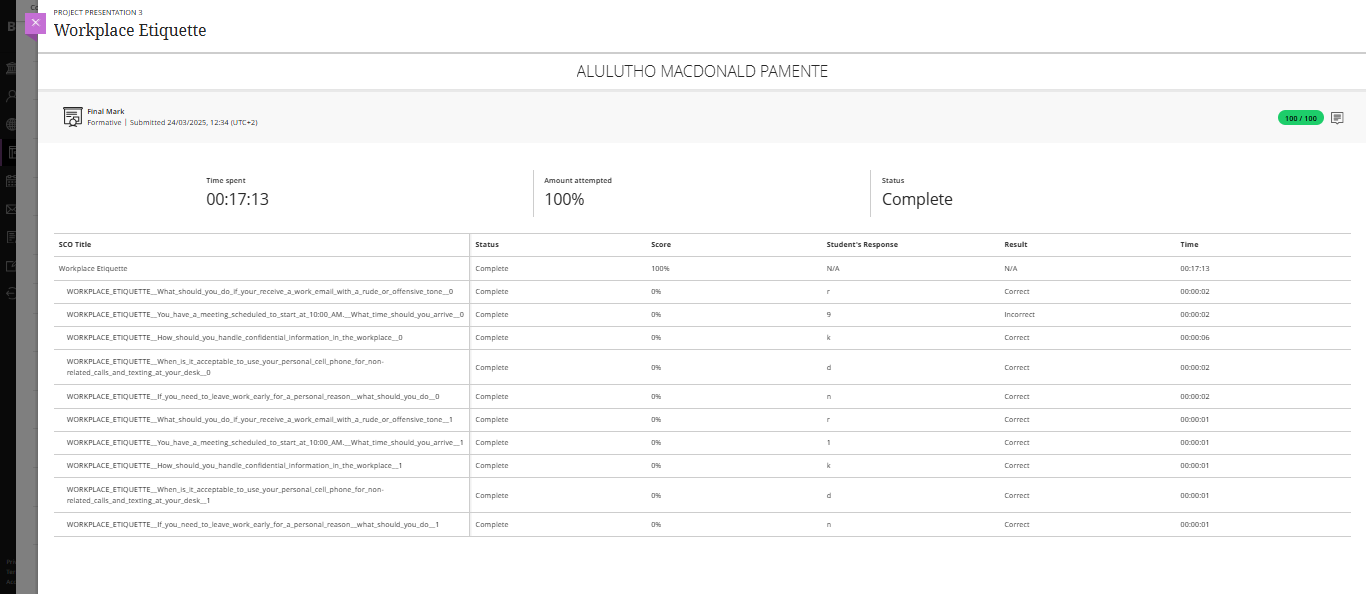 PROJECT PRESENTATION 3
Workplace Etiquette
ALULUTHO MACDONALD PAMENTE
Final Mark
Formative | Submitted 24/03/2025, 12:34 (UTC+2)
100 / 100
Time spent
00:17:13
Amount attempted
100%
Status
Complete
SCO Title Status Score Student's Response Result Time
Workplace Etiquette Complete 100% N/A N/A 00:17:13
WORKPLACE_ETIQUETTE__What_should_you_do_if_your_receive_a_work_email_with_a_rude_or_offensive_tone__0 Complete 0% r Correct 00:00:02
WORKPLACE_ETIQUETTE__You_have_a_meeting_scheduled_to_start_at_10:00_AM.__What_time_should_you_arrive__0 Complete 0% 9 Incorrect 00:00:02
WORKPLACE_ETIQUETTE__How_should_you_handle_confidential_information_in_the_workplace__0 Complete 0% k Correct 00:00:06
WORKPLACE_ETIQUETTE__When_is_it_acceptable_to_use_your_personal_cell_phone_for_non-
related_calls_and_texting_at_your_desk__0 Complete 0% d Correct 00:00:02
WORKPLACE_ETIQUETTE__If_you_need_to_leave_work_early_for_a_personal_reason__what_should_you_do__0 Complete 0% n Correct 00:00:02
WORKPLACE_ETIQUETTE__What_should_you_do_if_your_receive_a_work_email_with_a_rude_or_offensive_tone__1 Complete 0% r Correct 00:00:01
WORKPLACE_ETIQUETTE__You_have_a_meeting_scheduled_to_start_at_10:00_AM.__What_time_should_you_arrive__1 Complete 0% 1 Correct 00:00:01
WORKPLACE_ETIQUETTE__How_should_you_handle_confidential_information_in_the_workplace__1 Complete 0% k Correct 00:00:01
WORKPLACE_ETIQUETTE__When_is_it_acceptable_to_use_your_personal_cell_phone_for_non-
related_calls_and_texting_at_your_desk__1 Complete 0% d Correct 00:00:01
WORKPLACE_ETIQUETTE__If_you_need_to_leave_work_early_for_a_personal_reason__what_should_you_do__1 Complete 0% n Correct 00:00:01